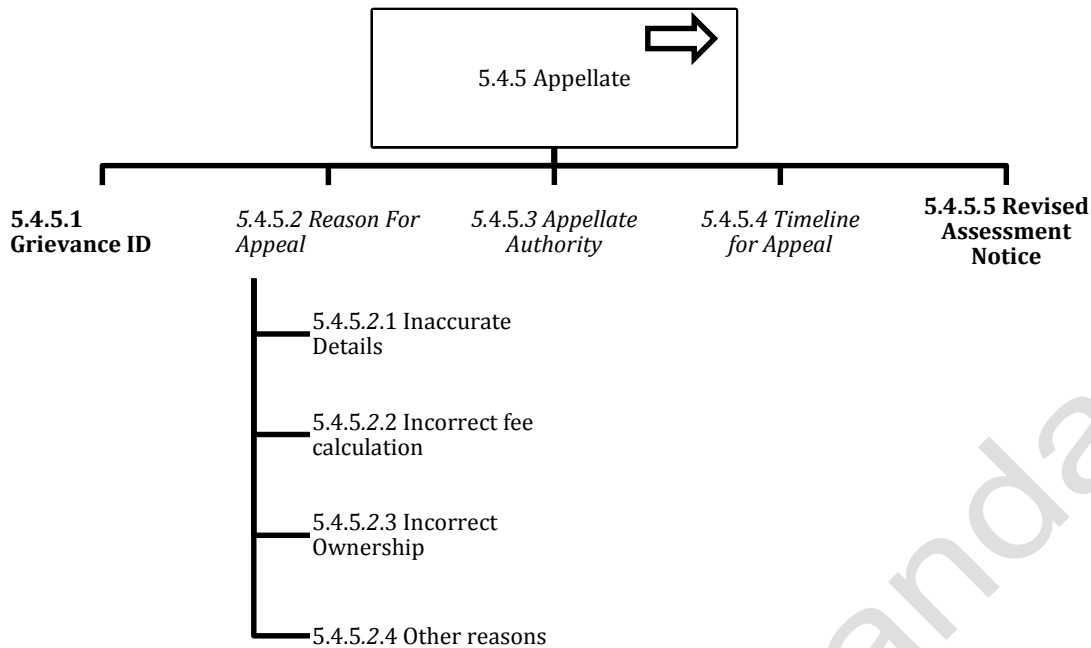 5.4.5 Appellate
5.4.5.1
Grievance ID
5.4.5.2 Reason For
Appeal
5.4.5.3 Appellate
Authority
5.4.5.4 Timeline
for Appeal
5.4.5.5 Revised
Assessment
Notice
5.4.5.2.1 Inaccurate
Details
5.4.5.2.2 Incorrect fee
calculation
5.4.5.2.3 Incorrect
Ownership
5.4.5.2.4 Other reasons